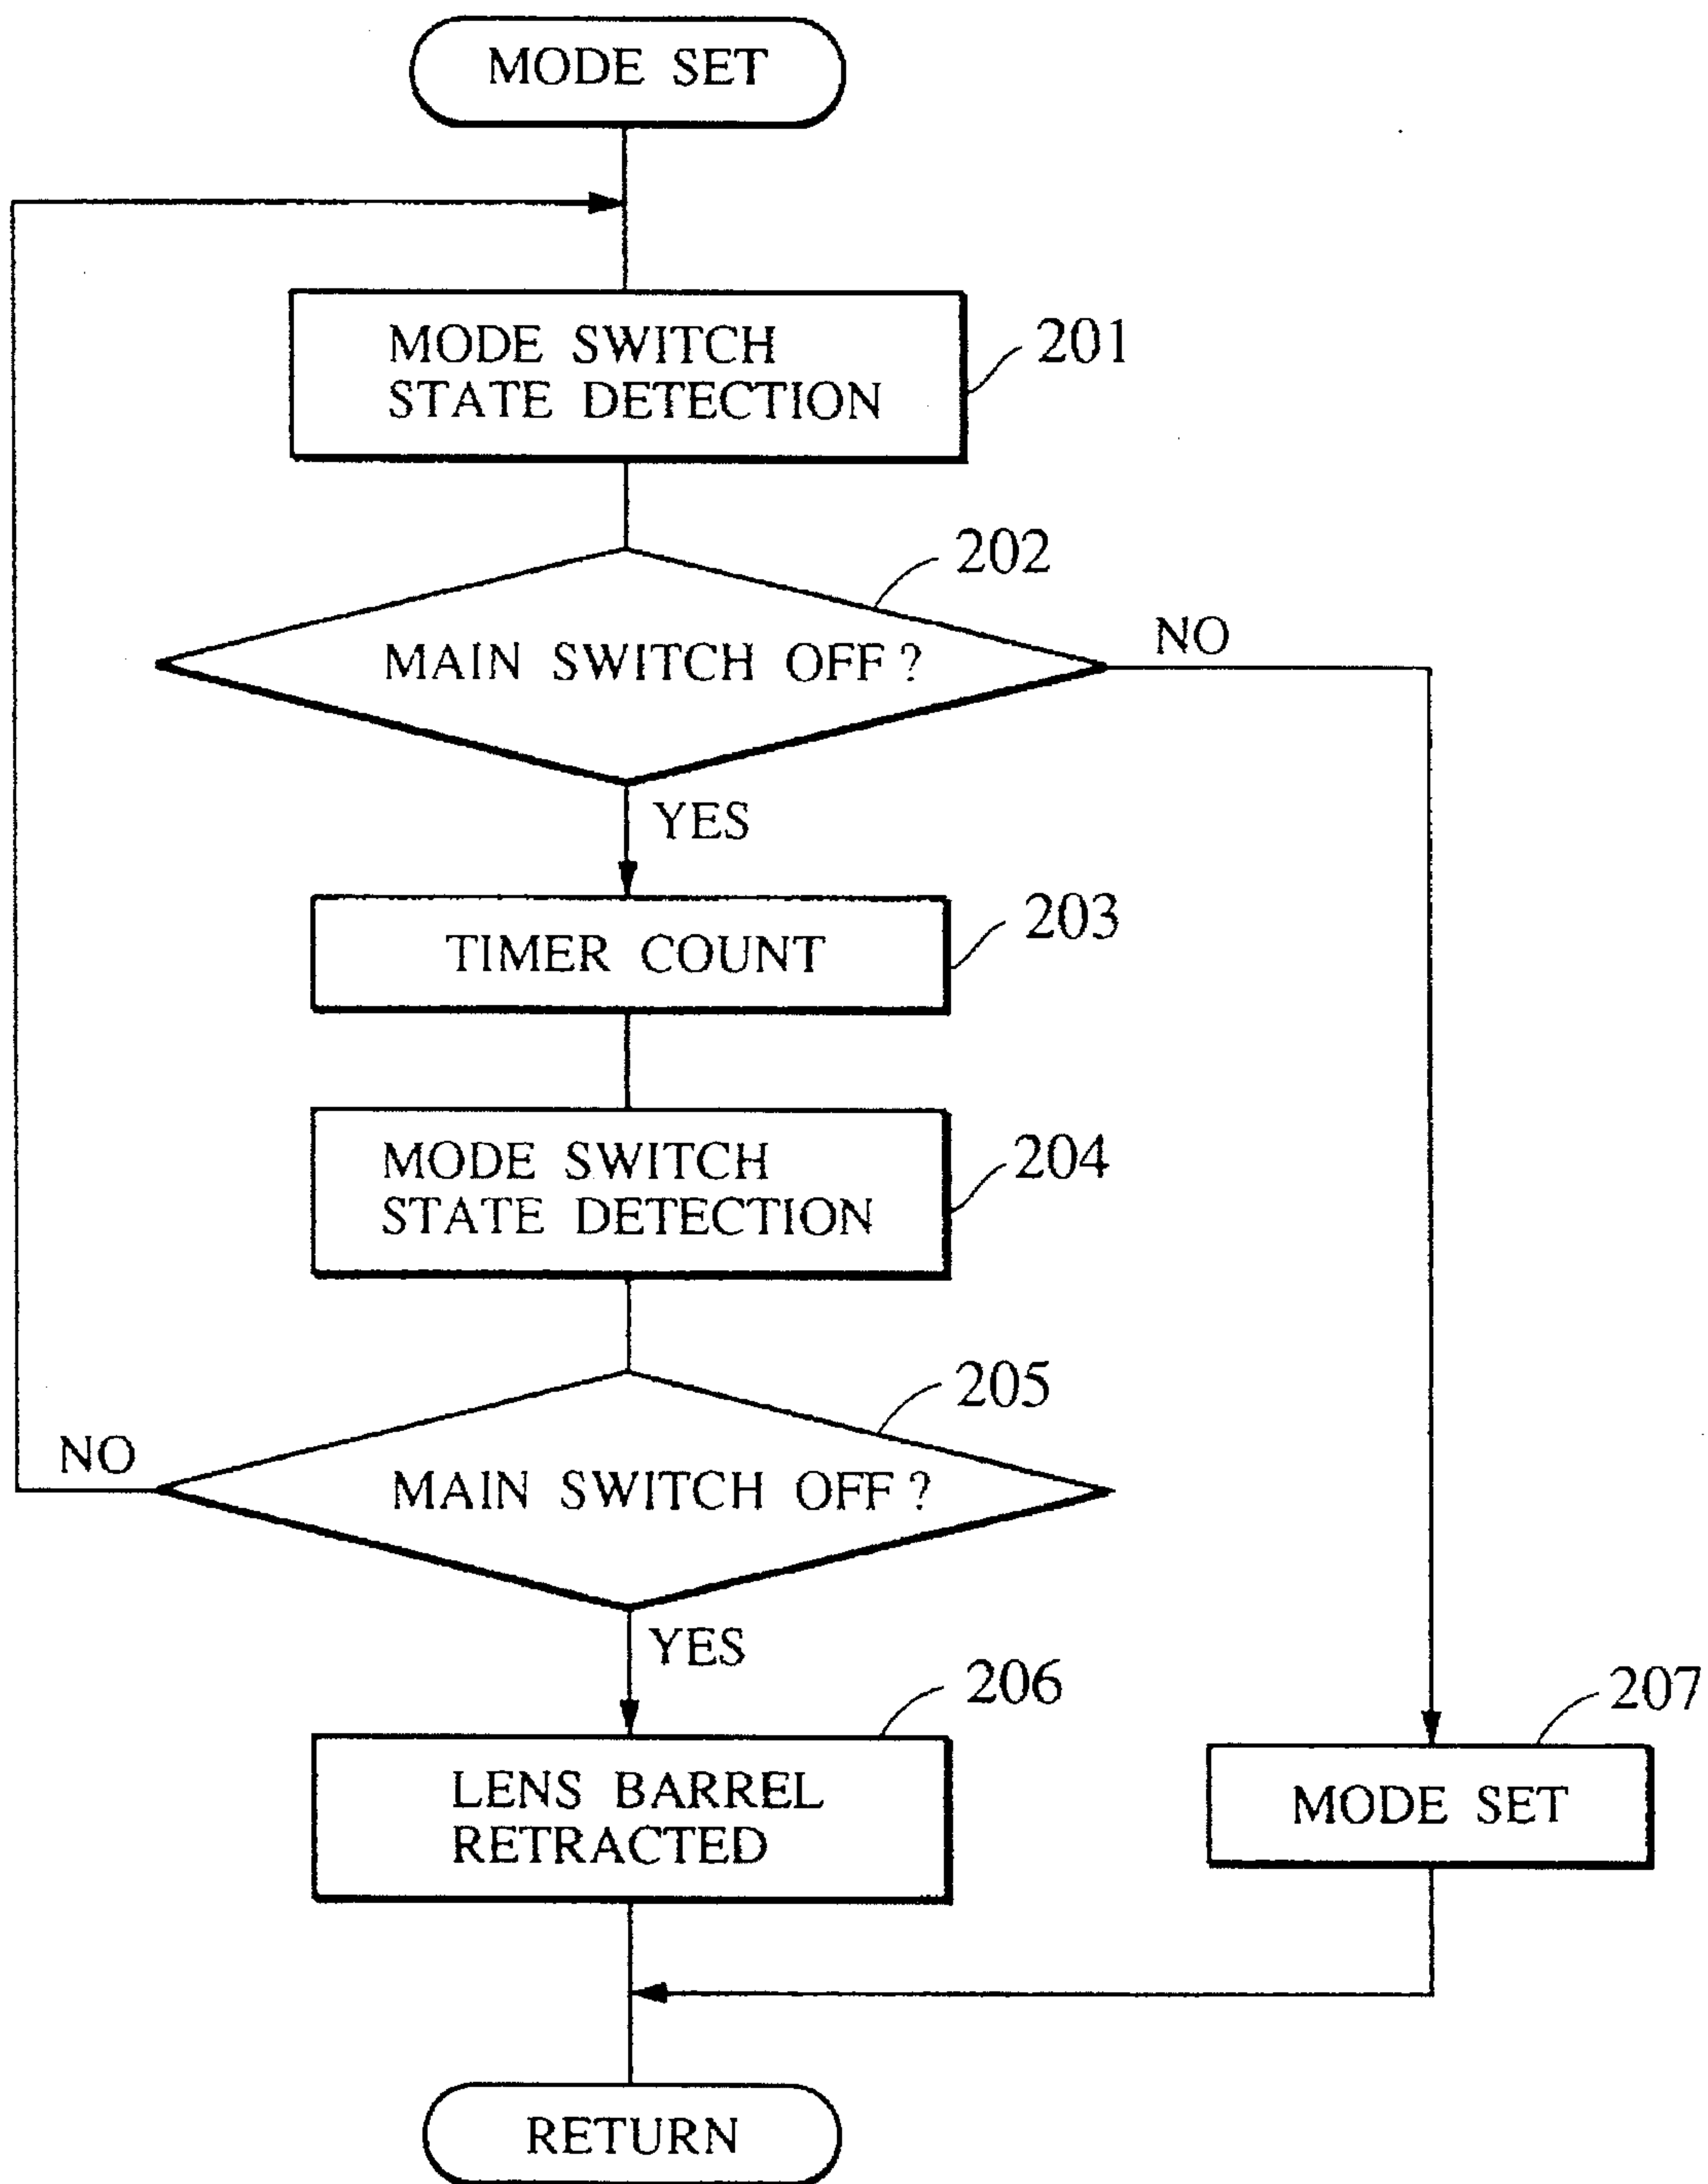 MODE SET
MODE SWITCH
STATE DETECTION
201
202
MAIN SWITCH OFF?
NO
YES
TIMER COUNT
203
MODE SWITCH
STATE DETECTION
204
205
NO
MAIN SWITCH OFF?
YES
206
LENS BARREL
RETRACTED
207
MODE SET
RETURN